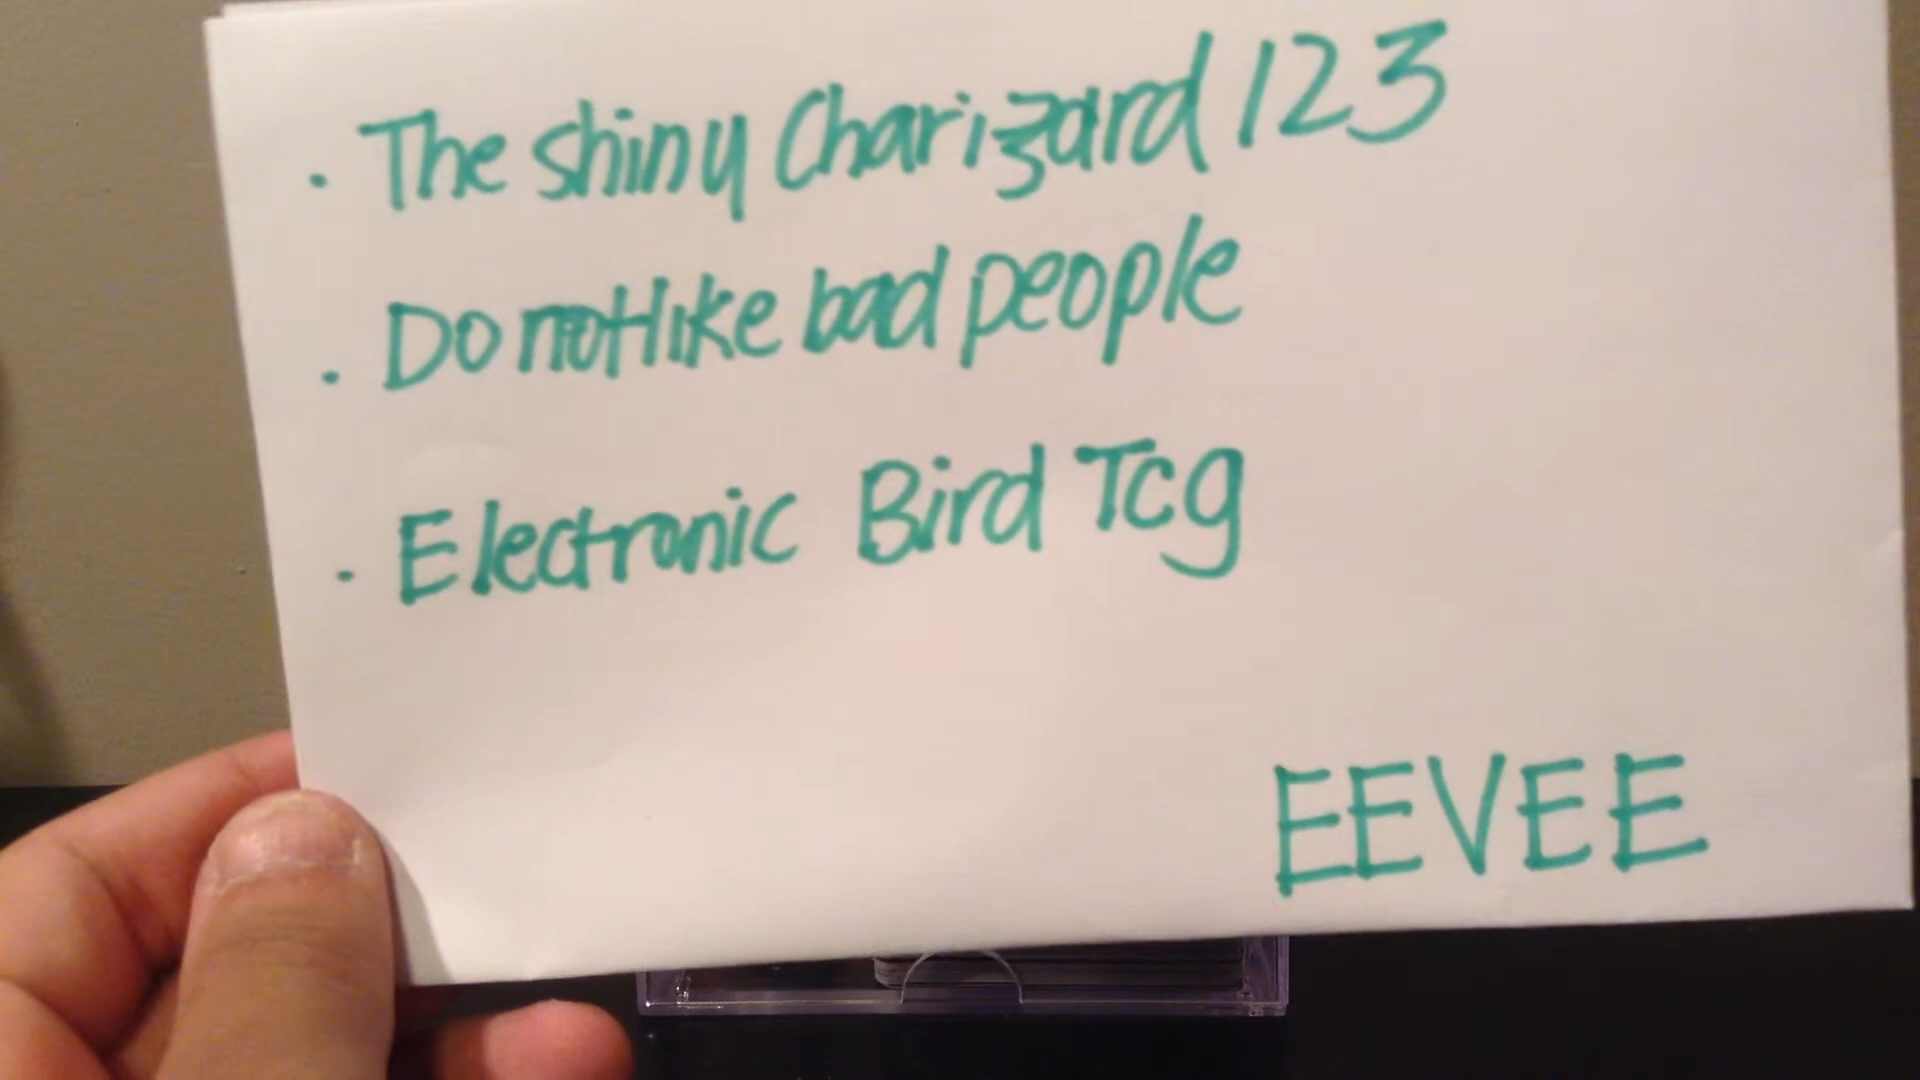 · The shiny Charizard 123
· Do not like bad people
· Electronic Bird Tcg
EEVEE